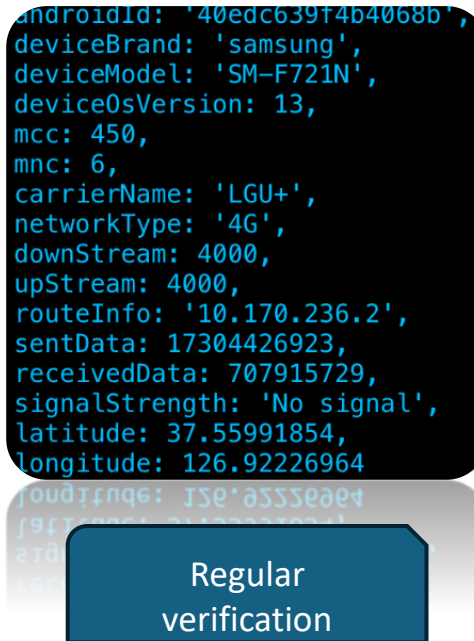 androidId: '40edc639f4b4068b',
deviceBrand: 'samsung',
deviceModel: 'SM-F721N',
deviceOsVersion: 13,
mcc: 450,
mnc: 6,
carrierName: 'LGU+',
networkType: '4G',
downStream: 4000,
upStream: 4000,
routeInfo: '10.170.236.2',
sentData: 17304426923,
receivedData: 707915729,
signalStrength: 'No signal',
latitude: 37.55991854,
longitude: 126.92226964
Regular
verification